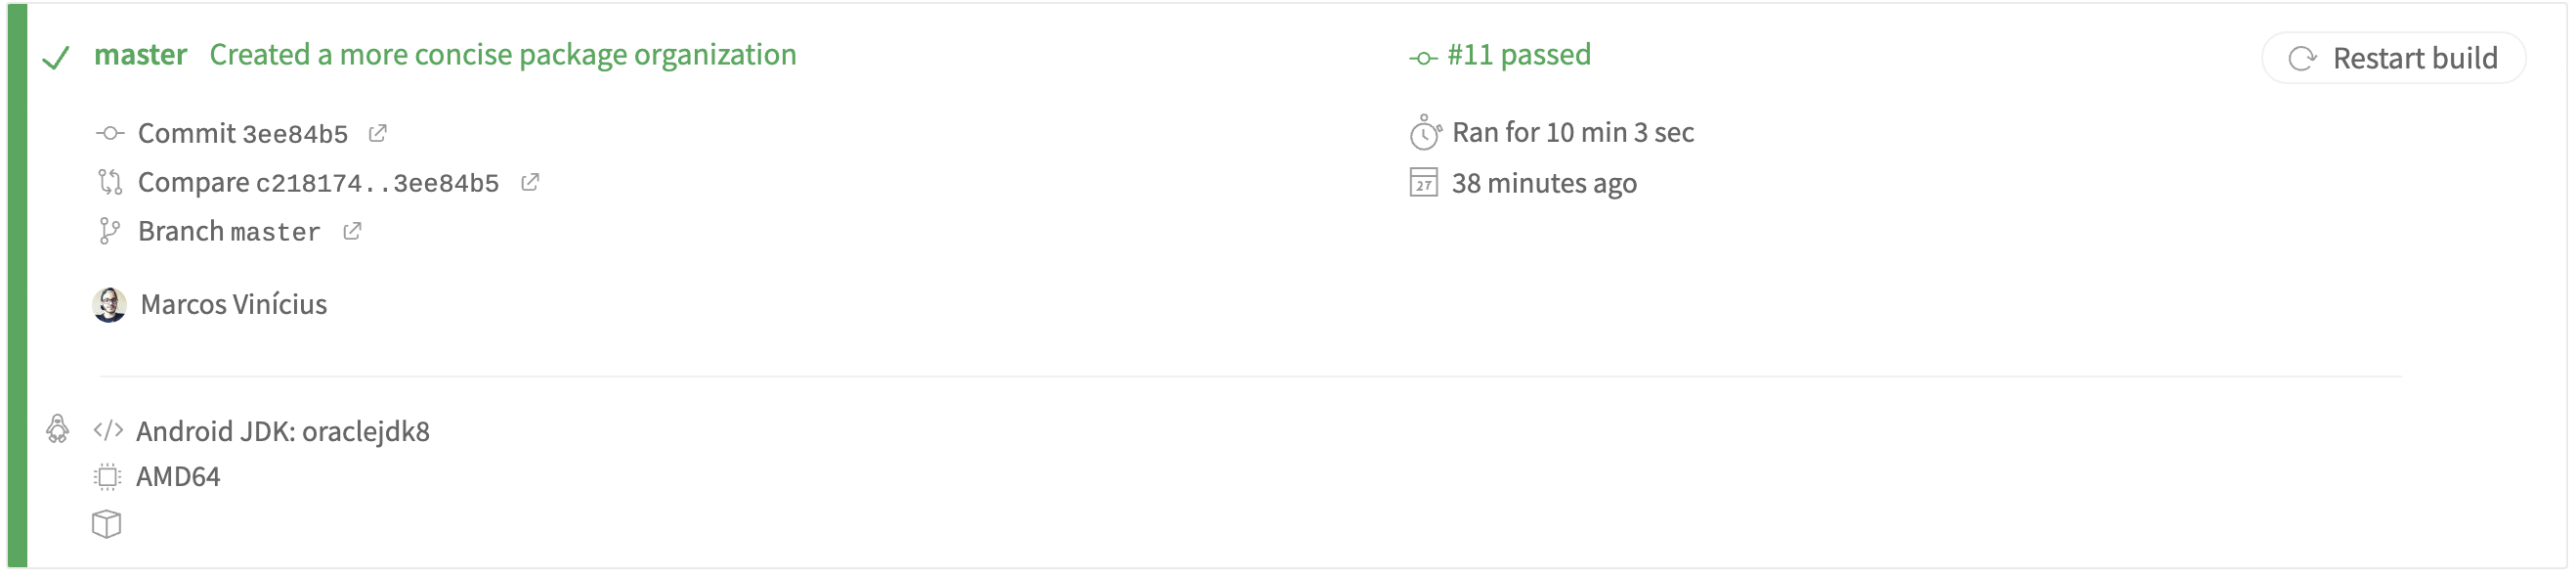 master Created a more concise package organization
#11 passed
Restart build
Commit 3ee84b5
Compare c218174..3ee84b5
Branch master
Ran for 10 min 3 sec
27
38 minutes ago
Marcos Vinícius
</> Android JDK: oraclejdk8
AMD64